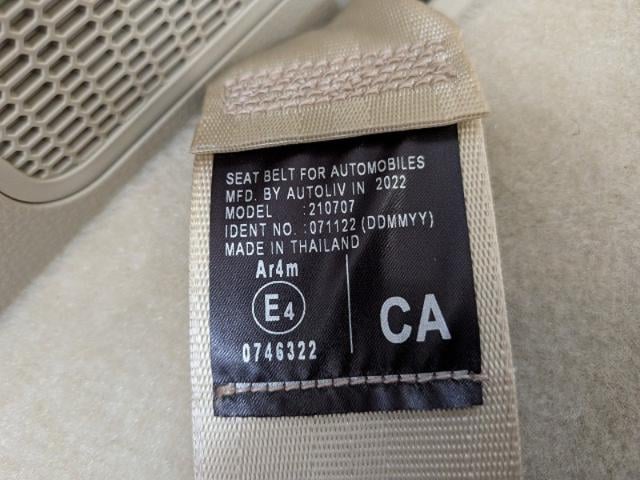 SEAT BELT FOR AUTOMOBILES
MFD. BY AUTOLIV IN 2022
MODEL :210707
IDENT NO. :071122 (DDMMYY)
MADE IN THAILAND
Ar4m
E4
CA
0746322